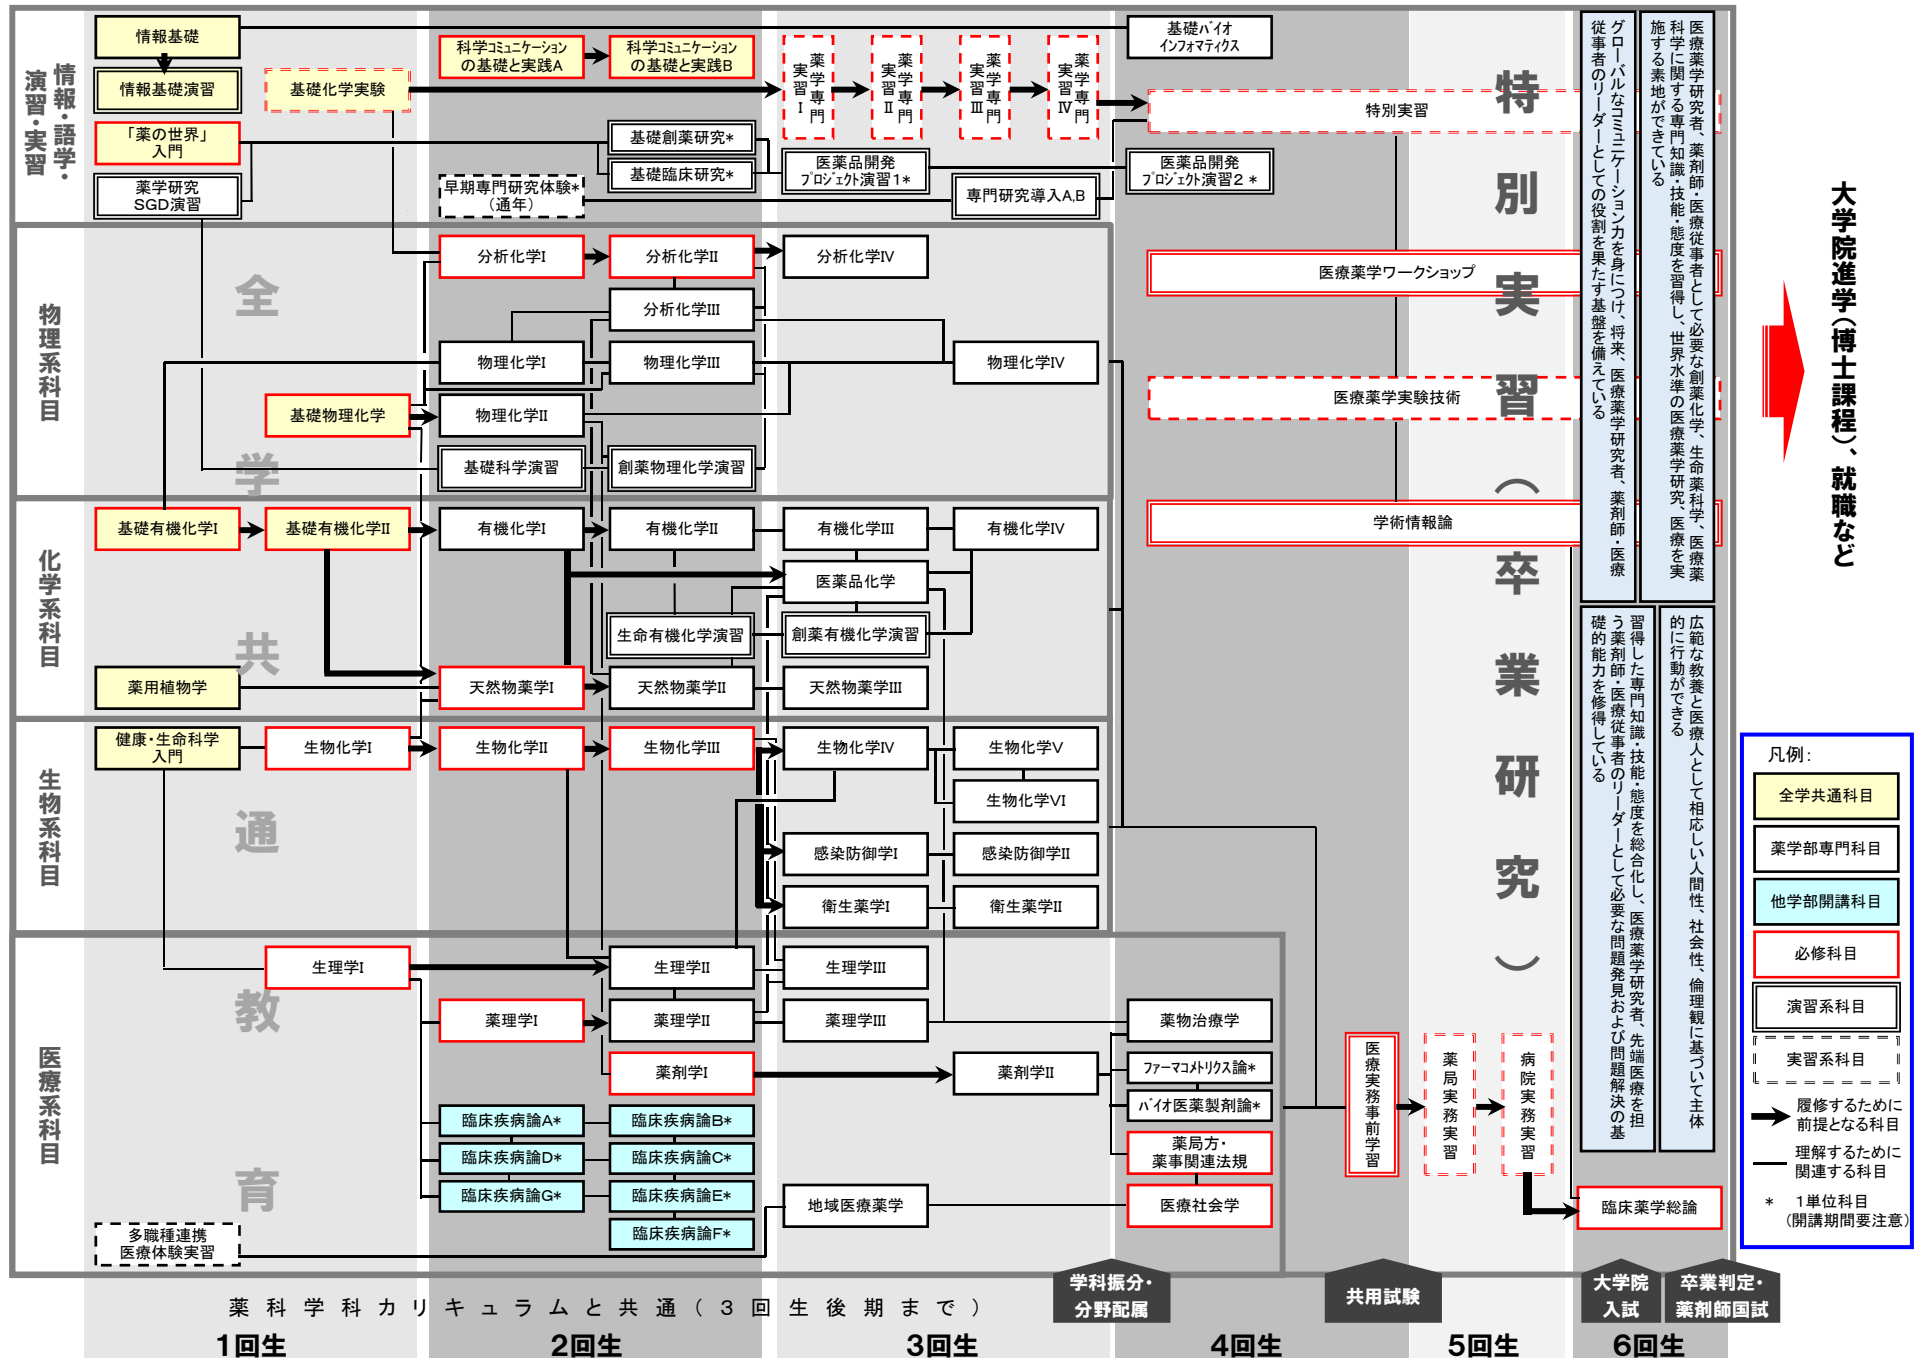 情報・語学・
演習・実習
情報基礎
情報基礎演習
「薬の世界」
入門
薬学研究
SGD演習
基礎化学実験
科学コミュニケーション
の基礎と実践A
科学コミュニケーション
の基礎と実践B
基礎創薬研究*
基礎臨床研究*
早期専門研究体験*
(通年)
薬学専門
実習Ⅰ
薬学専門
実習Ⅱ
薬学専門
実習Ⅲ
薬学専門
実習Ⅳ
医薬品開発
プロジェクト演習1*
専門研究導入A,B
基礎バイオ
インフォマティクス
特別実習
医薬品開発
プロジェクト演習2 *
物理系科目
分析化学Ⅰ
分析化学Ⅱ
分析化学Ⅳ
分析化学Ⅲ
物理化学Ⅰ
物理化学Ⅲ
物理化学Ⅳ
基礎物理化学
物理化学Ⅱ
基礎科学演習
創薬物理化学演習
医療薬学ワークショップ
医療薬学実験技術
化学系科目
基礎有機化学Ⅰ
基礎有機化学Ⅱ
有機化学Ⅰ
有機化学Ⅱ
有機化学Ⅲ
有機化学Ⅳ
医薬品化学
生命有機化学演習
創薬有機化学演習
薬用植物学
天然物薬学Ⅰ
天然物薬学Ⅱ
天然物薬学Ⅲ
学術情報論
生物系科目
健康・生命科学
入門
生物化学Ⅰ
生物化学Ⅱ
生物化学Ⅲ
生物化学Ⅳ
生物化学Ⅴ
生物化学Ⅵ
感染防御学Ⅰ
感染防御学Ⅱ
衛生薬学Ⅰ
衛生薬学Ⅱ
医療系科目
生理学Ⅰ
生理学Ⅱ
生理学Ⅲ
薬理学Ⅰ
薬理学Ⅱ
薬理学Ⅲ
薬物治療学
薬剤学Ⅰ
薬剤学Ⅱ
ファーマコメトリクス論*
バイオ医薬製剤論*
臨床疾病論A*
臨床疾病論B*
臨床疾病論D*
臨床疾病論C*
臨床疾病論G*
臨床疾病論E*
臨床疾病論F*
薬局方・
薬事関連法規
地域医療薬学
医療社会学
多職種連携
医療体験実習
医療実務事前学習
薬局実務実習
病院実務実習
臨床薬学総論
全学共通教育
特別実習(卒業研究)
医療薬学研究者、薬剤師・医療従事者として必要な創薬化学、生命薬科学、医療薬
科学に関する専門知識・技能・態度を習得し、世界水準の医療薬学研究、医療を実
施する素地ができている
グローバルなコミュニケーション力を身につけ、将来、医療薬学研究者、薬剤師・医療
従事者のリーダーとしての役割を果たす基盤を備えている
広範な教養と医療人として相応しい人間性、社会性、倫理観に基づいて主体
的に行動ができる
習得した専門知識・技能・態度を総合化し、医療薬学研究者、先端医療を担
う薬剤師・医療従事者のリーダーとして必要な問題発見および問題解決の基
礎的能力を修得している
大学院進学(博士課程)、就職など
凡例:
全学共通科目
薬学部専門科目
他学部開講科目
必修科目
演習系科目
実習系科目
履修するために
前提となる科目
理解するために
関連する科目
* 1単位科目
(開講期間要注意)
学科振分・
分野配属
共用試験
大学院
入試
卒業判定・
薬剤師国試
薬科学科カリキュラムと共通(3回生後期まで)
1回生
2回生
3回生
4回生
5回生
6回生